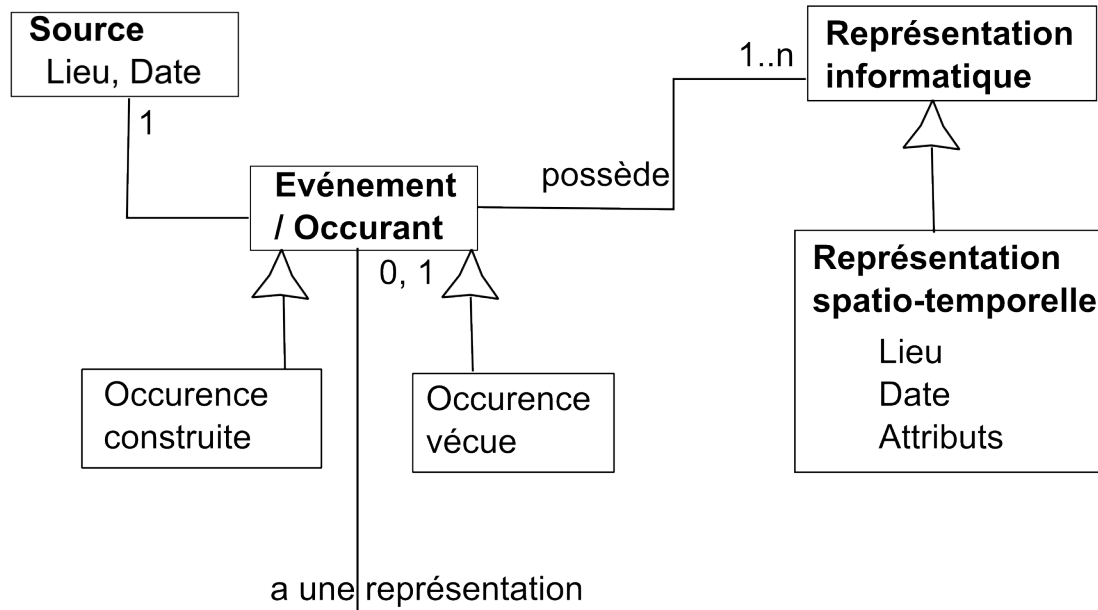 Source
Lieu, Date
1
Représentation
informatique
1..n
possède
Evénement
/ Occurant
0, 1
Occurence
construite
Occurence
vécue
Représentation
spatio-temporelle
Lieu
Date
Attributs
a une représentation